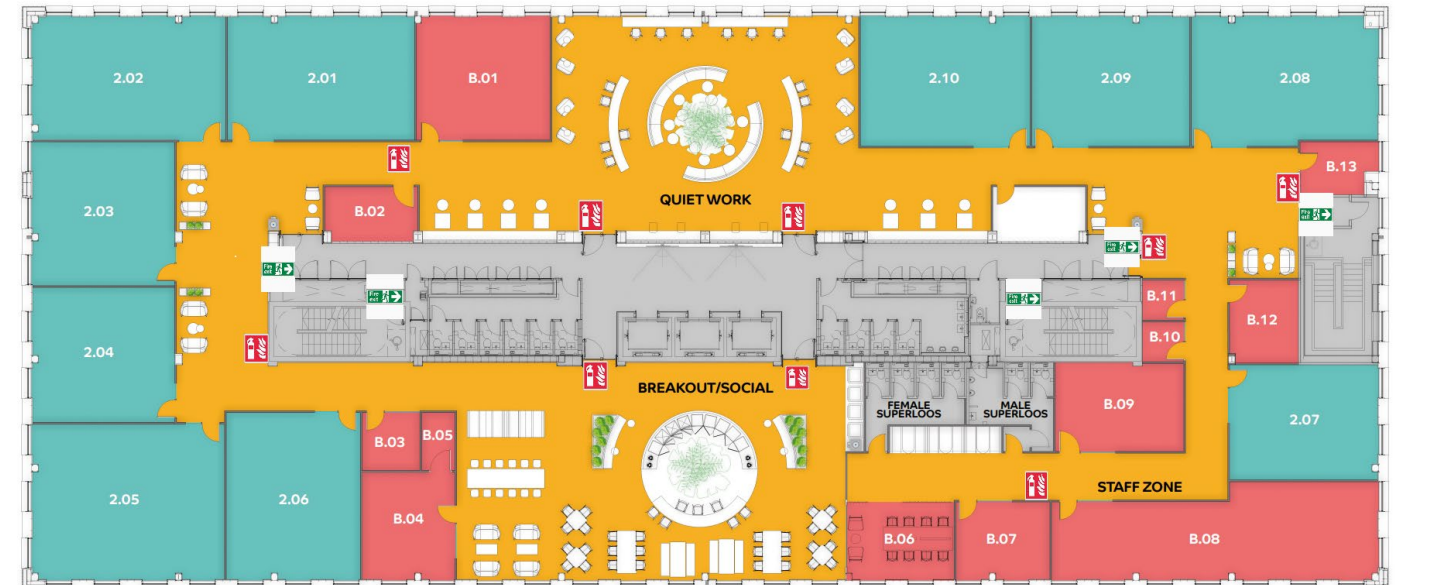 2.02
2.01
B.01
2.10
2.09
2.08
B.13
2.03
B.02
QUIET WORK
Fire
exit
Fire
exit
Fire
exit
Fire
exit
Fire
exit
B.11
B.12
B.10
2.04
BREAKOUT/SOCIAL
FEMALE
SUPERLOOS
MALE
SUPERLOOS
B.09
2.07
B.03
B.05
2.05
2.06
B.04
STAFF ZONE
B.06
B.07
B.08